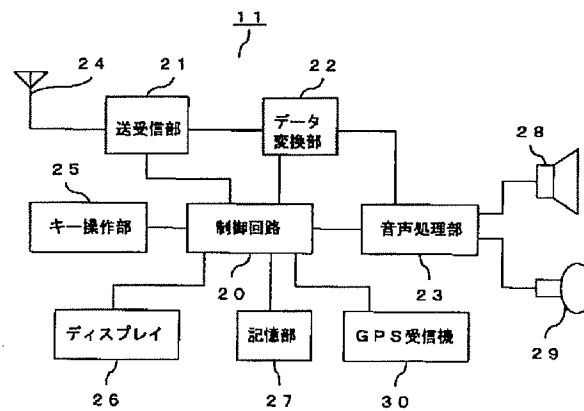 11
24
21
22
送受信部
データ
変換部
28
25
キー操作部
制御回路
音声処理部
20
23
29
ディスプレイ
記憶部
GPS受信機
26
27
30